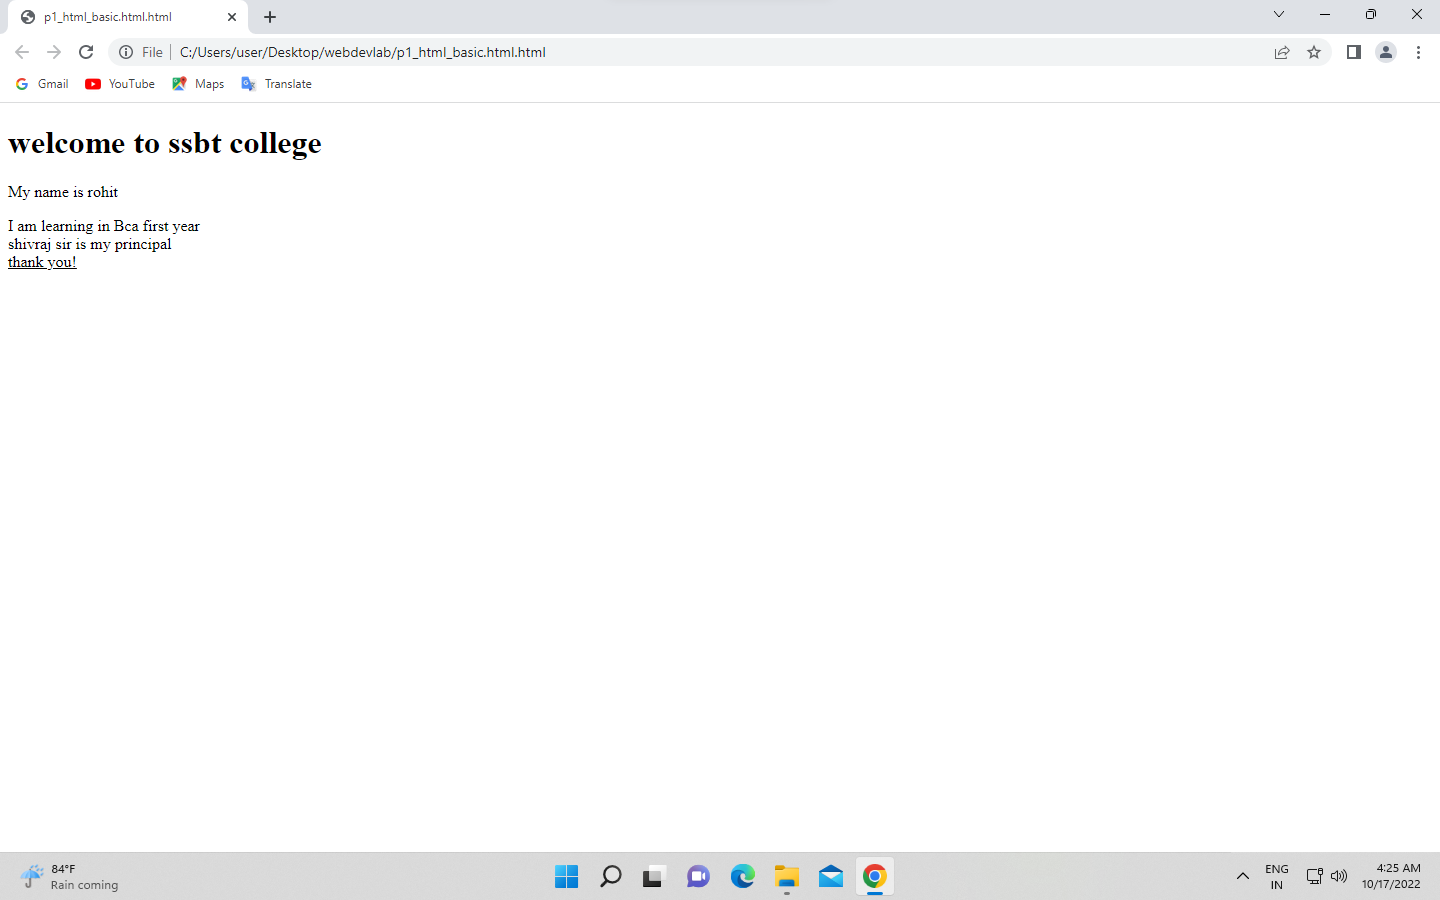 p1_html_basic.html.html
File
C:/Users/user/Desktop/webdevlab/p1_html_basic.html.html
Gmail
YouTube
Maps
Translate
welcome to ssbt college
My name is rohit
I am learning in Bca first year
shivraj sir is my principal
thank you!
84°F
Rain coming
ENG
IN
4:25 AM
10/17/2022